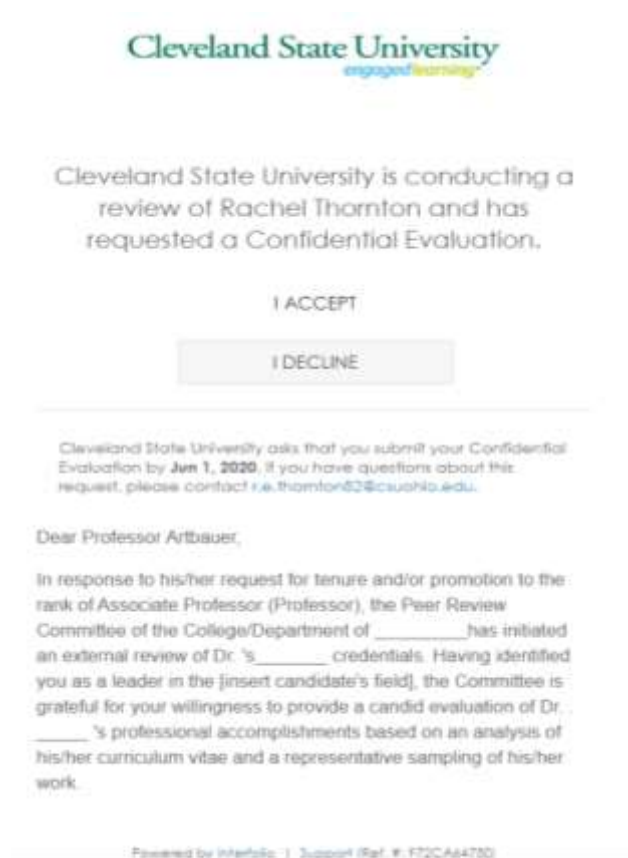 Cleveland State University
engagedlearning
Cleveland State University is conducting a
review of Rachel Thornton and has
requested a Confidential Evaluation.
I ACCEPT
I DECLINE
Cleveland State University asks that you submit your Confidential
Evaluation by Jun 1, 2020. If you have questions about this
request, please contact r.e.thornton82@csuohio.edu.
Dear Professor Artbauer,
In response to his/her request for tenure and/or promotion to the
rank of Associate Professor (Professor), the Peer Review
Committee of the College/Department of _________has initiated
an external review of Dr. 's_______ credentials. Having identified
you as a leader in the [insert candidate's field], the Committee is
grateful for your willingness to provide a candid evaluation of Dr.
_____ 's professional accomplishments based on an analysis of
his/her curriculum vitae and a representative sampling of his/her
work.
Powered by Interfolio | Support (Ref. #: